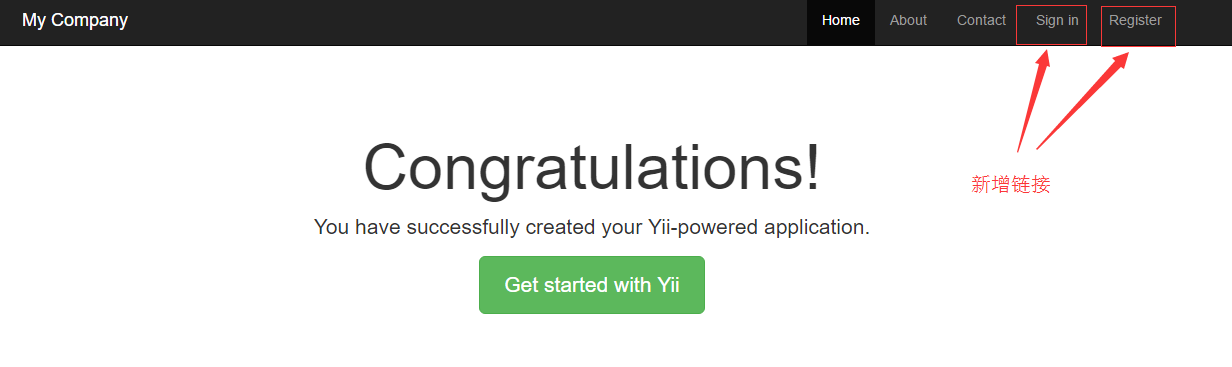 My Company Home About Contact Sign in Register
新增链接
Congratulations!
You have successfully created your Yii-powered application.
Get started with Yii